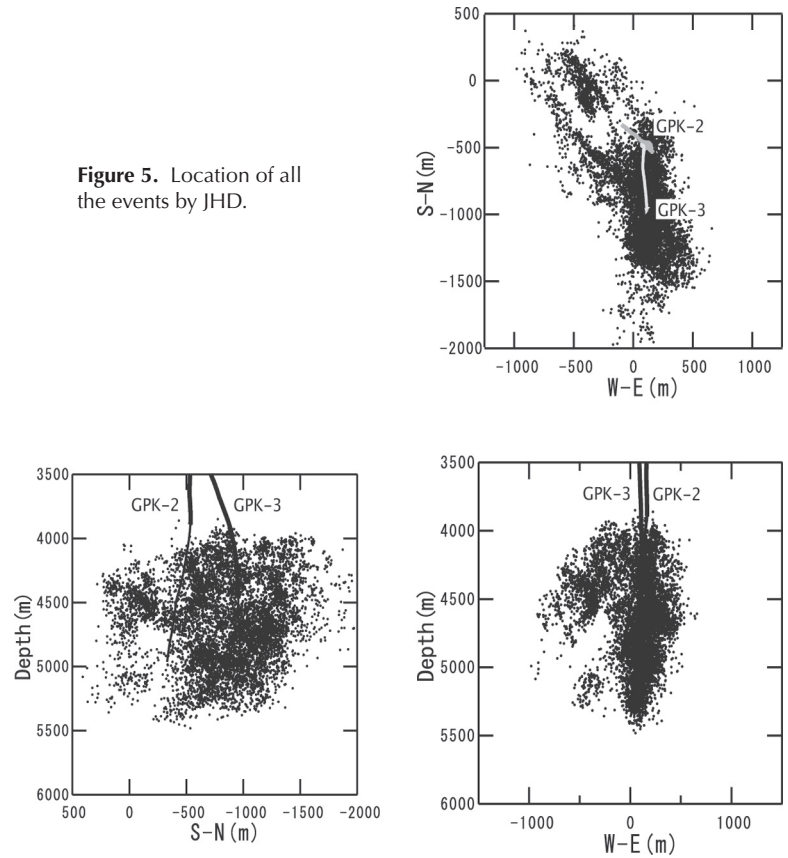 Figure 5. Location of all
the events by JHD.
500
0
-500
-1000
-1500
-2000
S-N (m)
GPK-2
GPK-3
-1000 -500 0 500 1000
W-E (m)
3500
4000
4500
5000
5500
6000
Depth (m)
GPK-2 GPK-3
500 0 -500 -1000 -1500 -2000
S-N (m)
3500
4000
4500
5000
5500
6000
Depth (m)
GPK-3 GPK-2
-1000 0 1000
W-E (m)